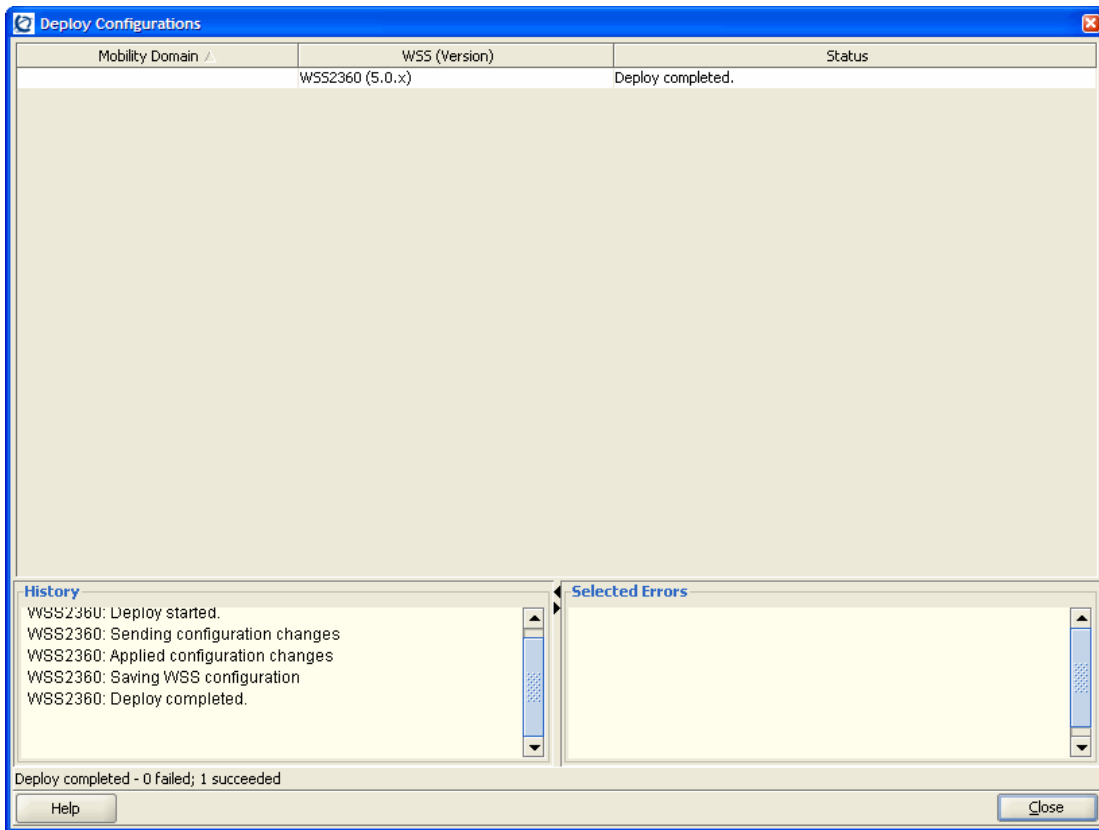 Deploy Configurations
Mobility Domain WSS (Version) Status
WSS2360 (5.0.x) Deploy completed.
History
WSS2360: Deploy started.
WSS2360: Sending configuration changes
WSS2360: Applied configuration changes
WSS2360: Saving WSS configuration
WSS2360: Deploy completed.
Selected Errors
Deploy completed - 0 failed; 1 succeeded
Help Close